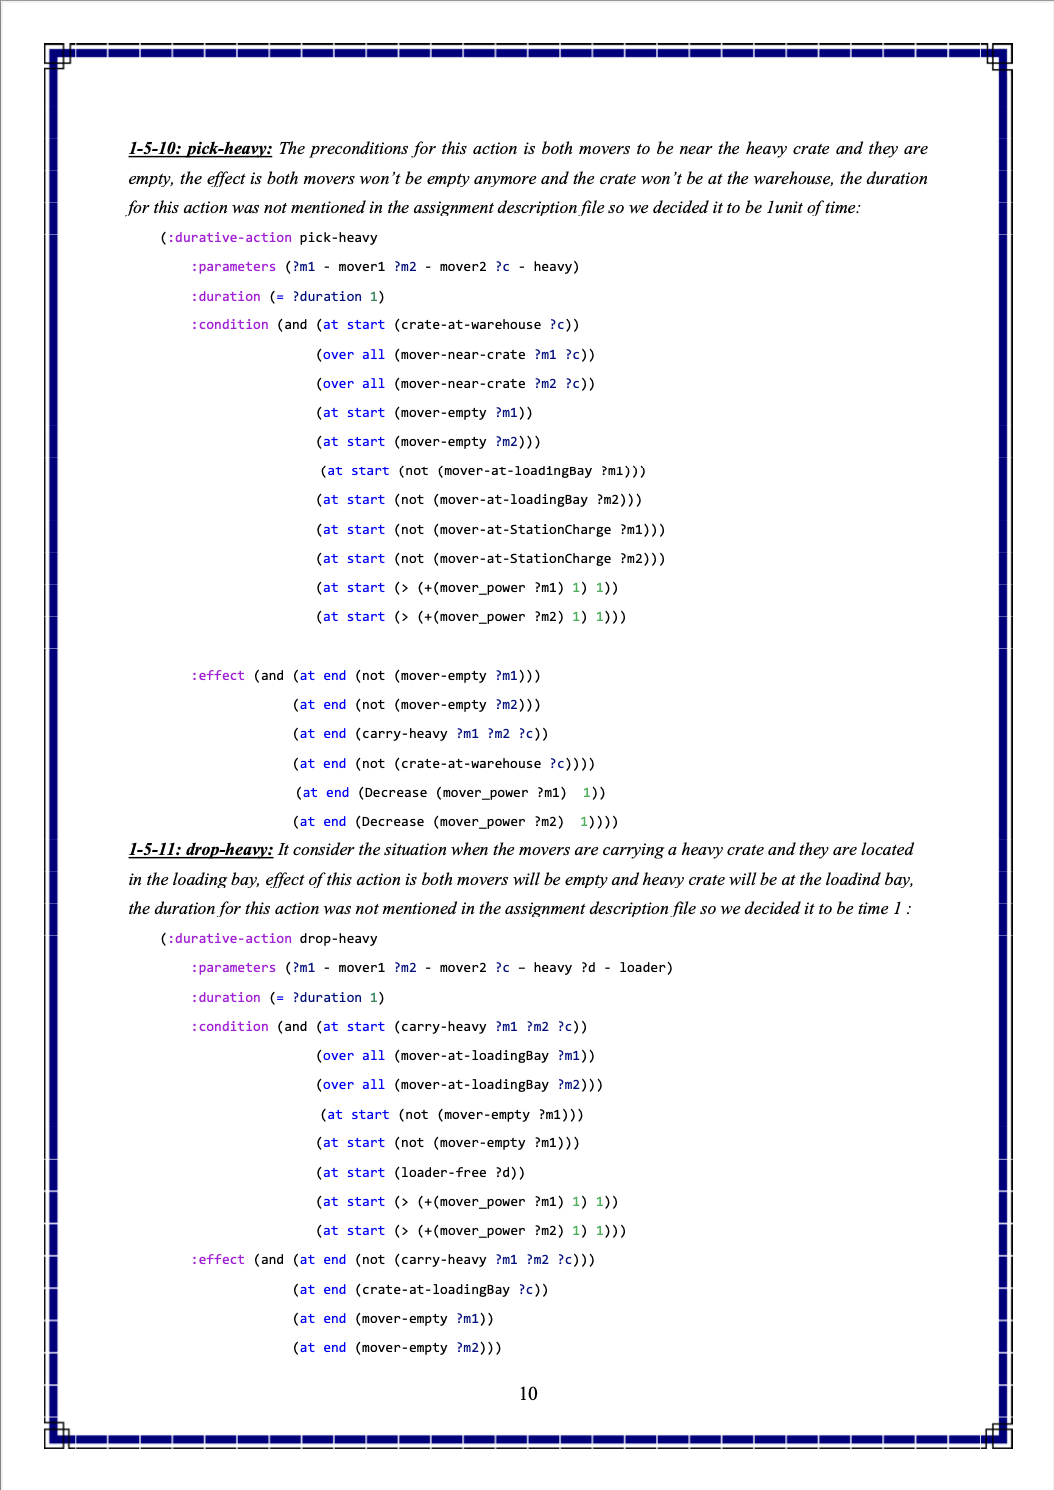 1-5-10: pick-heavy: The preconditions for this action is both movers to be near the heavy crate and they are
empty, the effect is both movers won't be empty anymore and the crate won't be at the warehouse, the duration
for this action was not mentioned in the assignment description file so we decided it to be 1unit of time:
(:durative-action pick-heavy
:parameters (?m1 - mover1 ?m2 - mover2 ?c - heavy)
:duration (= ?duration 1)
:condition (and (at start (crate-at-warehouse ?c))
(over all (mover-near-crate ?m1 ?c))
(over all (mover-near-crate ?m2 ?c))
(at start (mover-empty ?m1))
(at start (mover-empty ?m2)))
(at start (not (mover-at-loadingBay ?m1)))
(at start (not (mover-at-loadingBay ?m2)))
(at start (not (mover-at-StationCharge ?m1)))
(at start (not (mover-at-StationCharge ?m2)))
(at start (> (+(mover_power ?m1) 1) 1))
(at start (> (+(mover_power ?m2) 1) 1)))
:effect (and (at end (not (mover-empty ?m1)))
(at end (not (mover-empty ?m2)))
(at end (carry-heavy ?m1 ?m2 ?c))
(at end (not (crate-at-warehouse ?c))))
(at end (Decrease (mover_power ?m1)  1))
(at end (Decrease (mover_power ?m2)  1))))
1-5-11: drop-heavy: It consider the situation when the movers are carrying a heavy crate and they are located
in the loading bay, effect of this action is both movers will be empty and heavy crate will be at the loadind bay,
the duration for this action was not mentioned in the assignment description file so we decided it to be time 1 :
(:durative-action drop-heavy
:parameters (?m1 - mover1 ?m2 - mover2 ?c – heavy ?d - loader)
:duration (= ?duration 1)
:condition (and (at start (carry-heavy ?m1 ?m2 ?c))
(over all (mover-at-loadingBay ?m1))
(over all (mover-at-loadingBay ?m2)))
(at start (not (mover-empty ?m1)))
(at start (not (mover-empty ?m1)))
(at start (loader-free ?d))
(at start (> (+(mover_power ?m1) 1) 1))
(at start (> (+(mover_power ?m2) 1) 1)))
:effect (and (at end (not (carry-heavy ?m1 ?m2 ?c)))
(at end (crate-at-loadingBay ?c))
(at end (mover-empty ?m1))
(at end (mover-empty ?m2)))
10